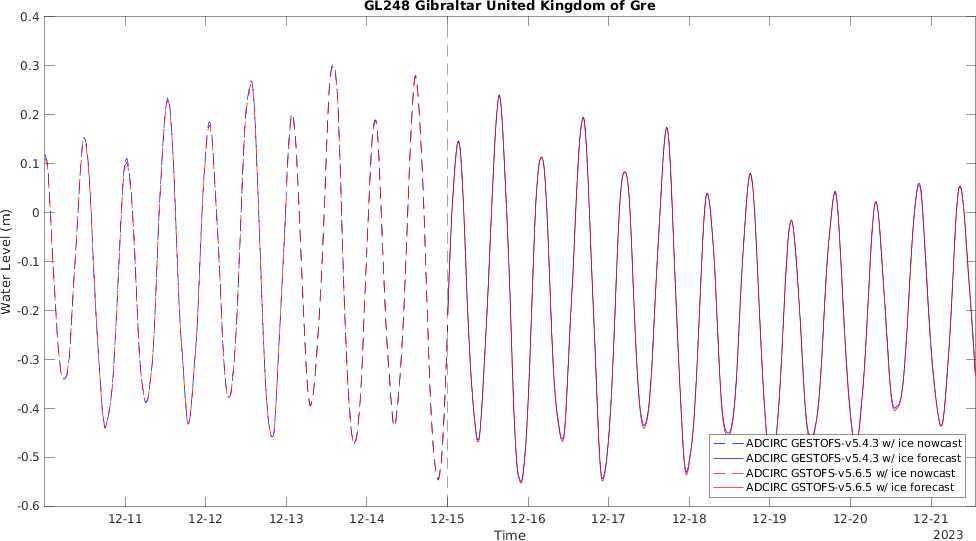 GL248 Gibraltar United Kingdom of Gre
0.4
0.3
0.2
0.1
0
-0.1
-0.2
-0.3
-0.4
-0.5
-0.6
Water Level (m)
12-11 12-12 12-13 12-14 12-15 12-16 12-17 12-18 12-19 12-20 12-21
Time
2023
ADCIRC GESTOFS-v5.4.3 w/ ice nowcast
ADCIRC GESTOFS-v5.4.3 w/ ice forecast
ADCIRC GSTOFS-v5.6.5 w/ ice nowcast
ADCIRC GSTOFS-v5.6.5 w/ ice forecast